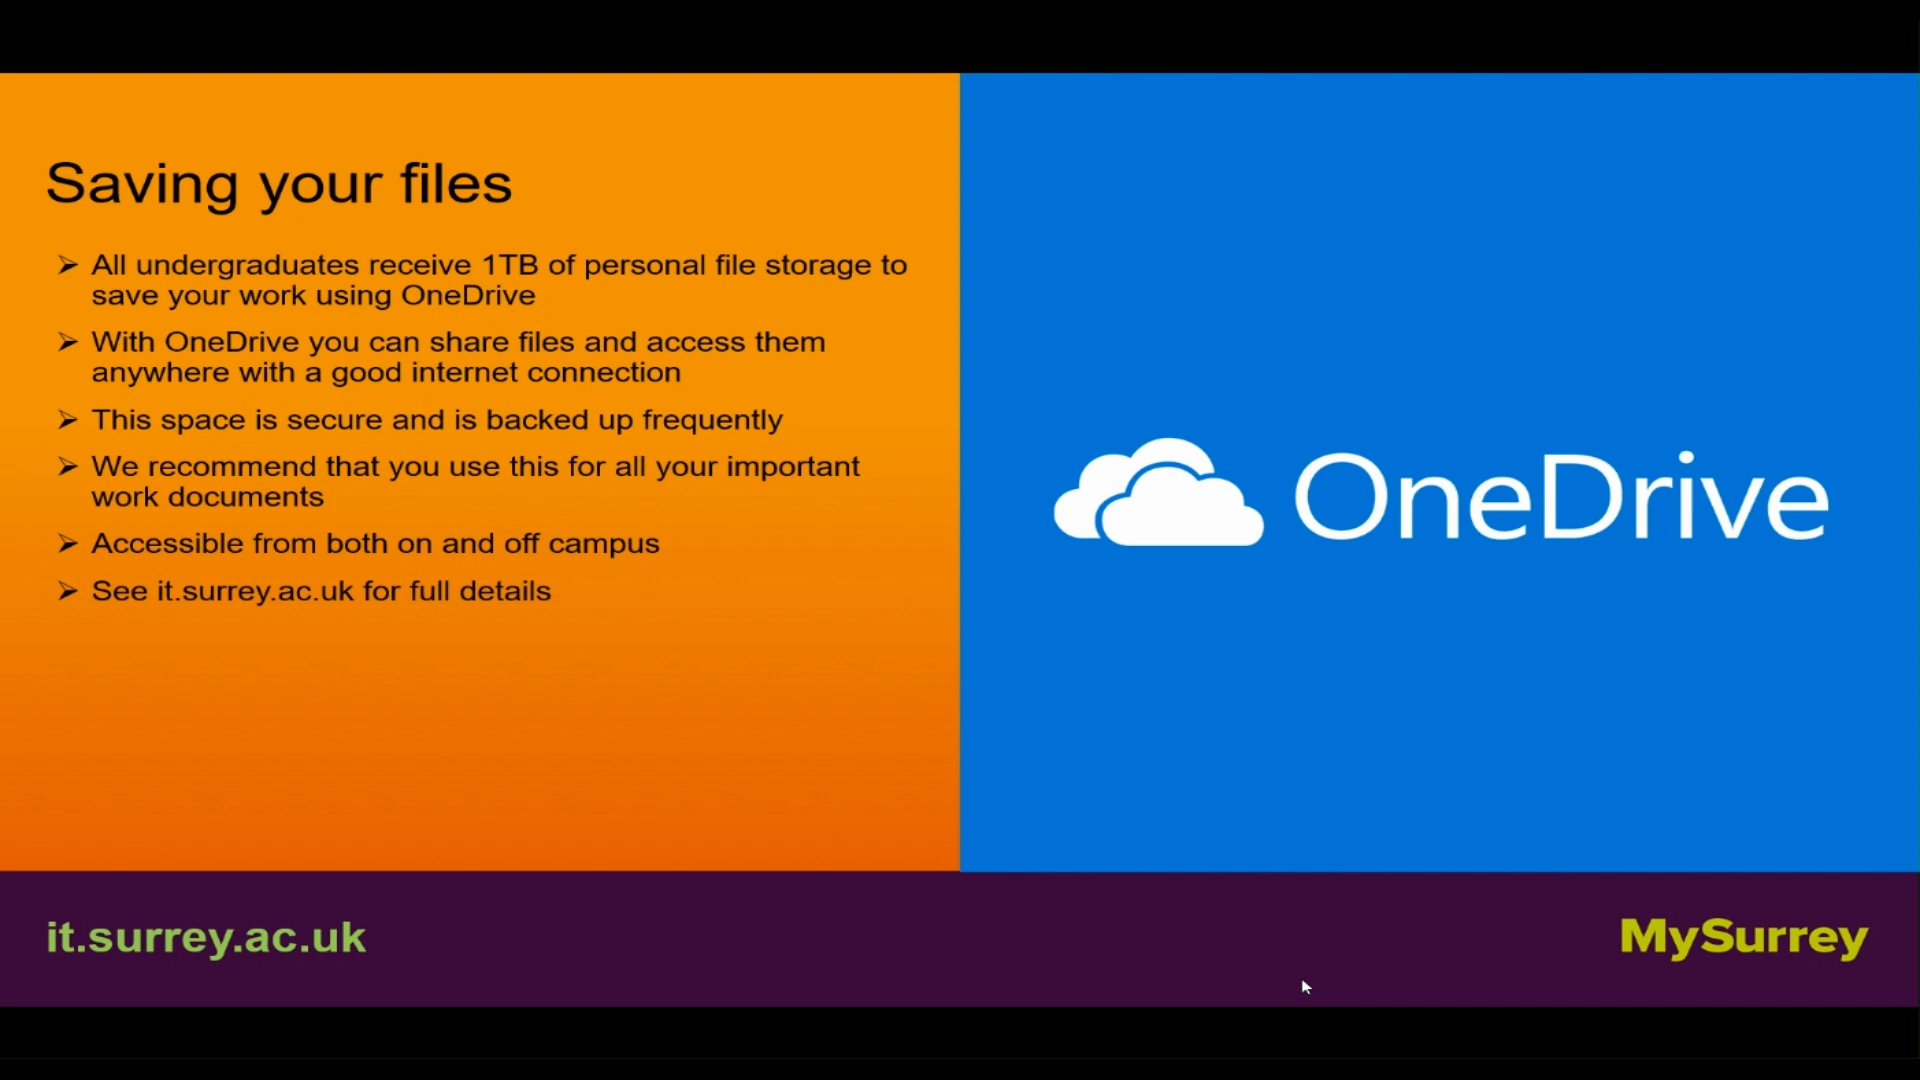 Saving your files
➢ All undergraduates receive 1TB of personal file storage to
save your work using OneDrive
➢ With OneDrive you can share files and access them
anywhere with a good internet connection
➢ This space is secure and is backed up frequently
➢ We recommend that you use this for all your important
work documents
➢ Accessible from both on and off campus
➢ See it.surrey.ac.uk for full details
OneDrive
it.surrey.ac.uk
MySurrey